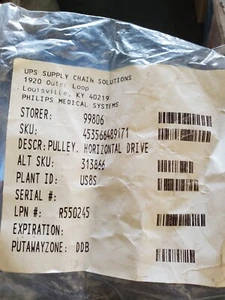 UPS SUPPLY CHAIN SOLUTIONS
1920 Outer Loop
Louisville, KY 40219
PHILIPS MEDICAL SYSTEMS
STORER: 99806
SKU: 453566489171
DESCR: PULLEY. HORIZONTAL DRIVE
ALT SKU: 313866
PLANT ID: US8S
SERIAL #:
LPN #: R550245
EXPIRATION:
PUTAWAYZONE: DDB